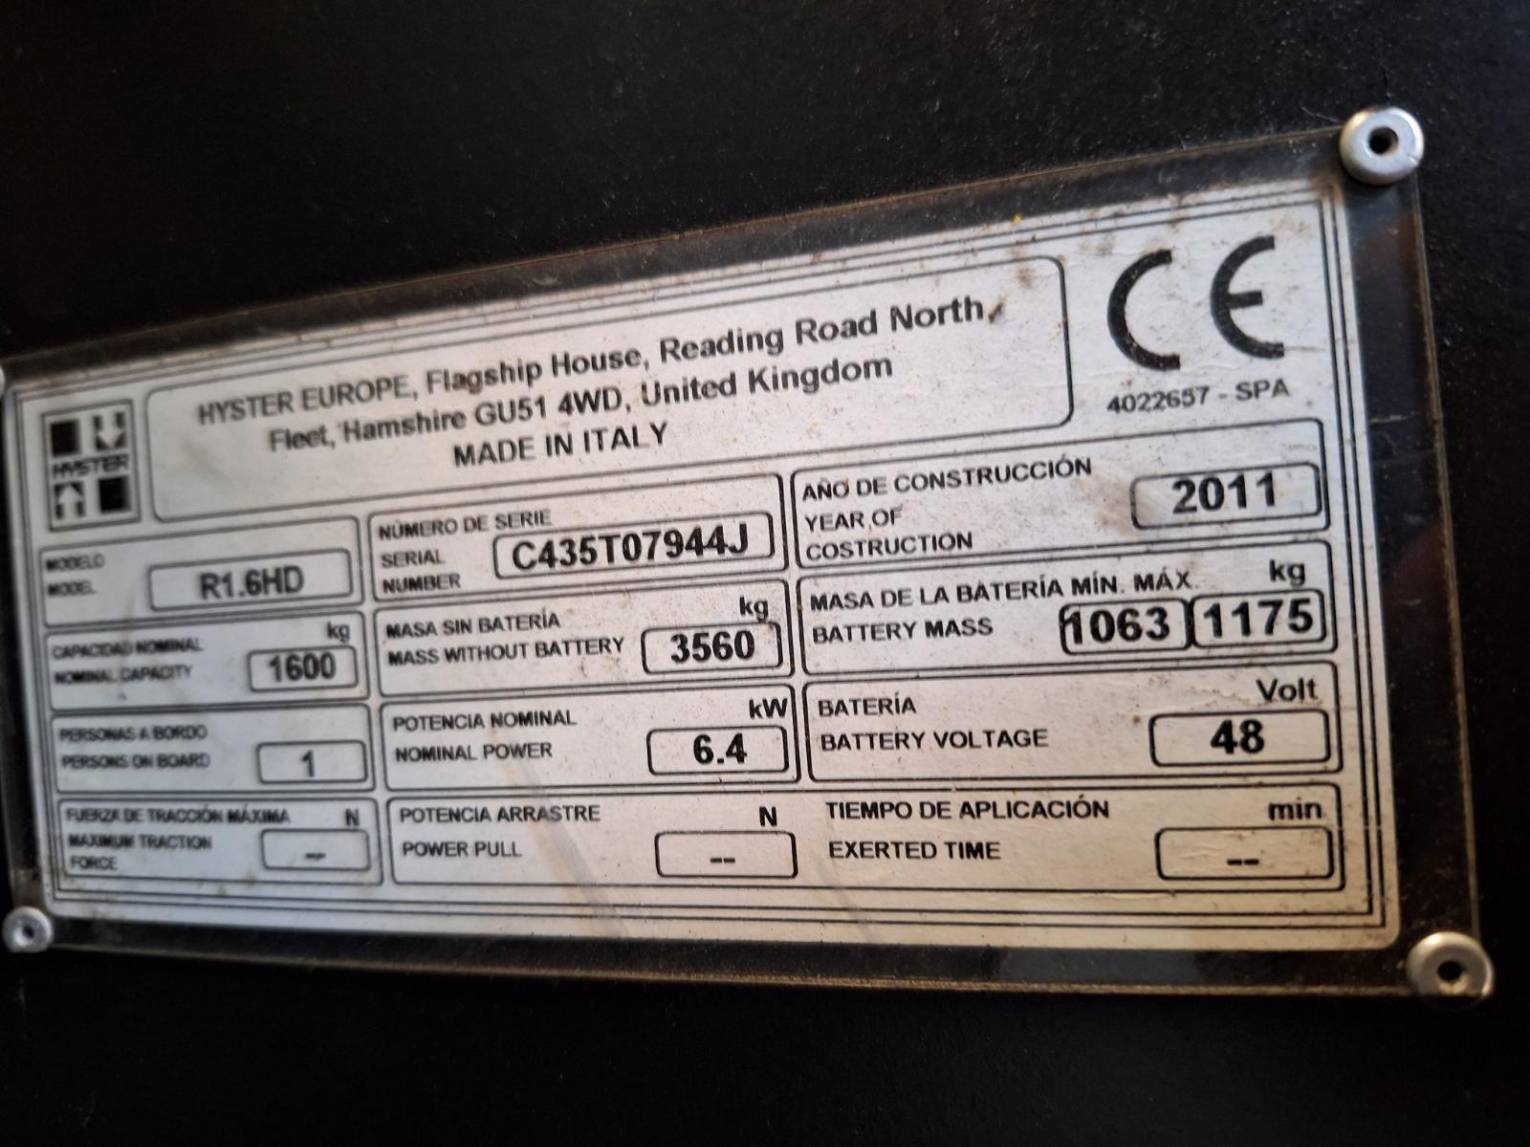 HYSTER
HYSTER EUROPE, Flagship House, Reading Road North,
Fleet, Hamshire GU51 4WD, United Kingdom
MADE IN ITALY
CE
4022657 - SPA
MODELO
MODEL
R1.6HD
NÚMERO DE SERIE
SERIAL
NUMBER
C435T07944J
AÑO DE CONSTRUCCIÓN
YEAR OF
COSTRUCTION
2011
CAPACIDAD NOMINAL kg
NOMINAL CAPACITY 1600
MASA SIN BATERÍA kg
MASS WITHOUT BATTERY 3560
MASA DE LA BATERÍA MÍN. MÁX. kg
BATTERY MASS 1063 1175
PERSONAS A BORDO
PERSONS ON BOARD 1
POTENCIA NOMINAL kW
NOMINAL POWER 6.4
BATERÍA Volt
BATTERY VOLTAGE 48
FUERZA DE TRACCIÓN MÁXIMA N
MAXIMUM TRACTION
FORCE --
POTENCIA ARRASTRE N
POWER PULL --
TIEMPO DE APLICACIÓN min
EXERTED TIME --